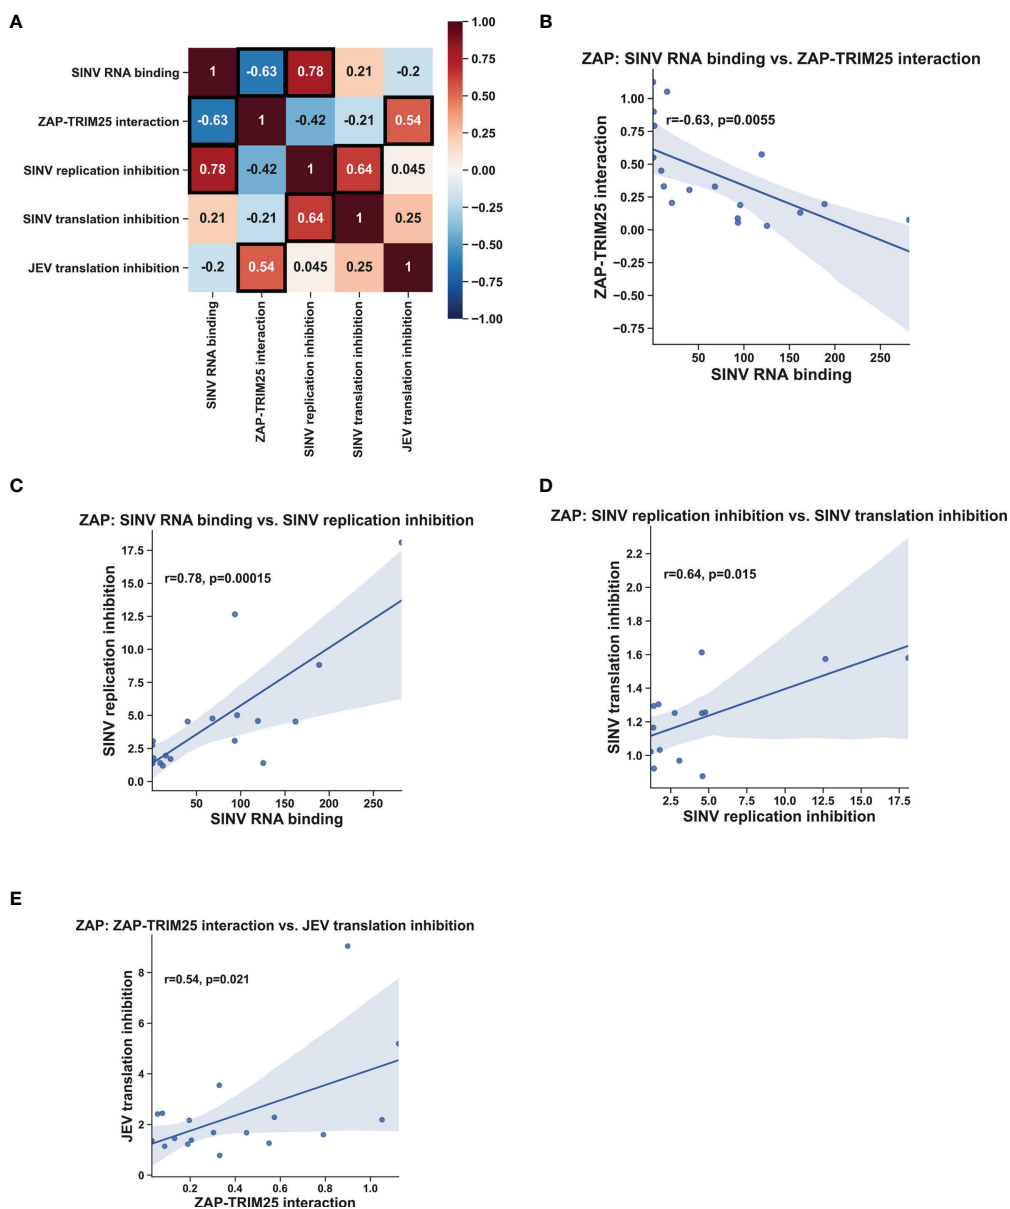 A
SINV RNA binding
ZAP-TRIM25 interaction
SINV replication inhibition
SINV translation inhibition
JEV translation inhibition
1 -0.63 0.78 0.21 -0.2
-0.63 1 -0.42 -0.21 0.54
0.78 -0.42 1 0.64 0.045
0.21 -0.21 0.64 1 0.25
-0.2 0.54 0.045 0.25 1
SINV RNA binding
ZAP-TRIM25 interaction
SINV replication inhibition
SINV translation inhibition
JEV translation inhibition
1.00
0.75
0.50
0.25
0.00
−0.25
−0.50
−0.75
−1.00
B
ZAP: SINV RNA binding vs. ZAP-TRIM25 interaction
r=-0.63, p=0.0055
ZAP-TRIM25 interaction
1.00
0.75
0.50
0.25
0.00
−0.25
−0.50
−0.75
50 100 150 200 250
SINV RNA binding
C
ZAP: SINV RNA binding vs. SINV replication inhibition
r=0.78, p=0.00015
SINV replication inhibition
17.5
15.0
12.5
10.0
7.5
5.0
2.5
0.0
50 100 150 200 250
SINV RNA binding
D
ZAP: SINV replication inhibition vs. SINV translation inhibition
r=0.64, p=0.015
SINV translation inhibition
2.2
2.0
1.8
1.6
1.4
1.2
1.0
2.5 5.0 7.5 10.0 12.5 15.0 17.5
SINV replication inhibition
E
ZAP: ZAP-TRIM25 interaction vs. JEV translation inhibition
r=0.54, p=0.021
JEV translation inhibition
8
6
4
2
0
0.2 0.4 0.6 0.8 1.0
ZAP-TRIM25 interaction